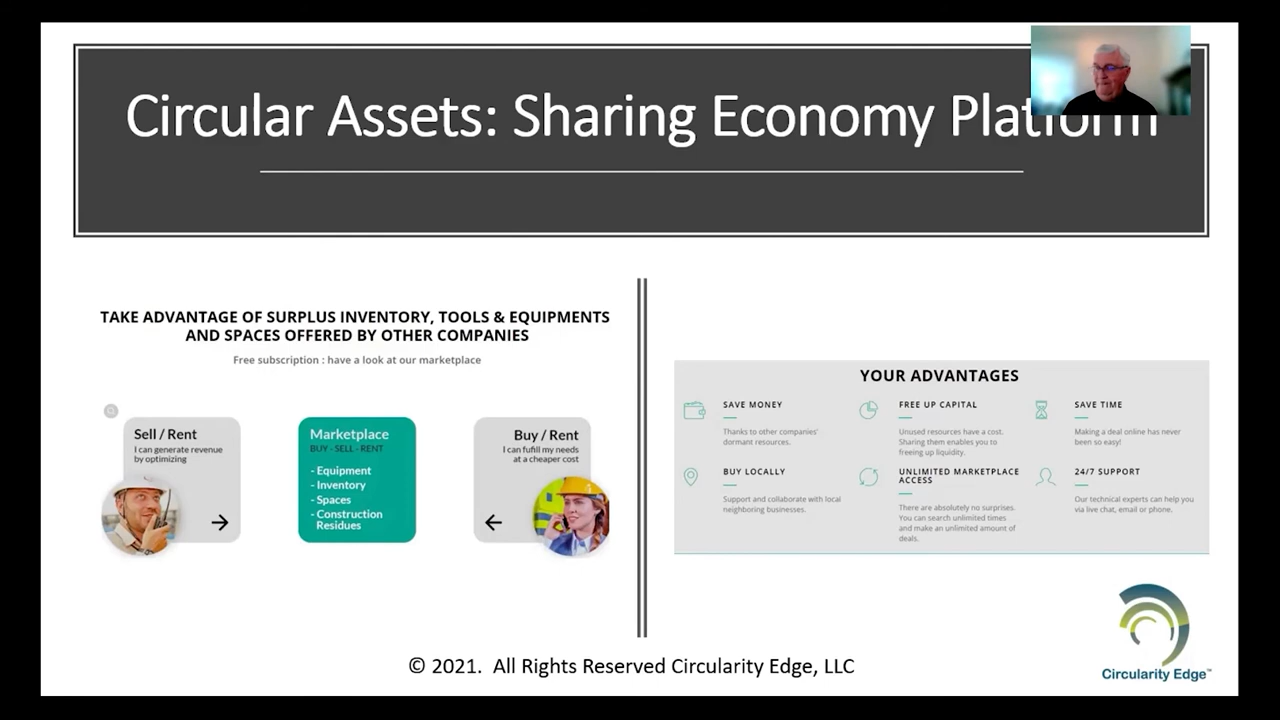 Circular Assets: Sharing Economy Platform
TAKE ADVANTAGE OF SURPLUS INVENTORY, TOOLS & EQUIPMENTS
AND SPACES OFFERED BY OTHER COMPANIES
Free subscription : have a look at our marketplace
Sell / Rent
I can generate revenue
by optimizing
Marketplace
BUY - SELL - RENT
- Equipment
- Inventory
- Spaces
- Construction
Residues
Buy / Rent
I can fufill my needs
at a cheaper cost
YOUR ADVANTAGES
SAVE MONEY
Thanks to other companies'
dormant resources.
FREE UP CAPITAL
Unused resources have a cost.
Sharing them enables you to
freeing up liquidity.
SAVE TIME
Making a deal online has never
been so easy!
BUY LOCALLY
Support and collaborate with local
neighboring businesses.
UNLIMITED MARKETPLACE
ACCESS
There are absolutely no surprises.
You can search unlimited times
and make an unlimited amount of
deals.
24/7 SUPPORT
Our technical experts can help you
via live chat, email or phone.
© 2021. All Rights Reserved Circularity Edge, LLC
Circularity Edge™